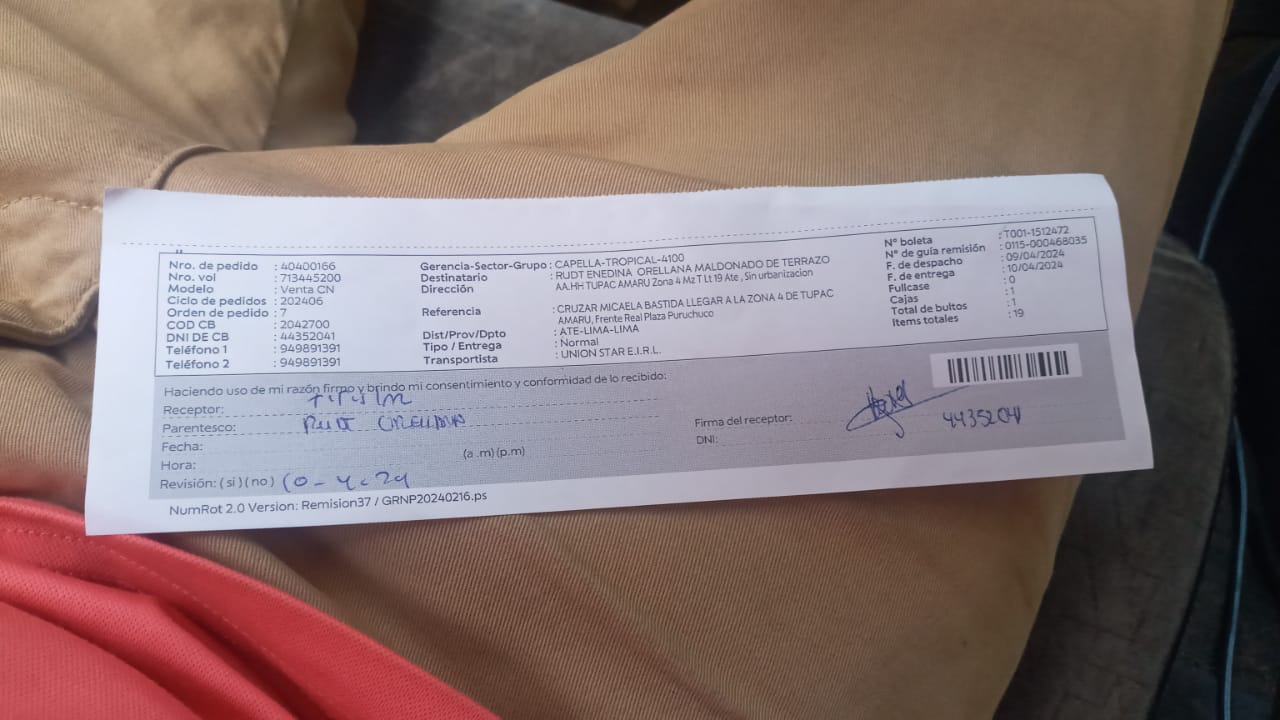 Nro. de pedido : 40400166
Nro. vol : 713445200
Modelo : Venta CN
Ciclo de pedidos : 202406
Orden de pedido : 7
COD CB : 2042700
DNI DE CB : 44352041
Teléfono 1 : 949891391
Teléfono 2 : 949891391
Gerencia-Sector-Grupo : CAPELLA-TROPICAL-4100
Destinatario : RUDT ENEDINA ORELLANA MALDONADO DE TERRAZO
Dirección AA.HH TUPAC AMARU Zona 4 Mz T Lt 19 Ate , Sin urbanizacion
Referencia : CRUZAR MICAELA BASTIDA LLEGAR A LA ZONA 4 DE TUPAC
AMARU, Frente Real Plaza Puruchuco
Dist/Prov/Dpto : ATE-LIMA-LIMA
Tipo / Entrega : Normal
Transportista : UNION STAR E.I.R.L.
N° boleta : T001-1512472
N° de guía remisión : 0115-000468035
F. de despacho : 09/04/2024
F. de entrega : 10/04/2024
Fullcase : 0
Cajas : 1
Total de bultos : 1
Items totales : 19
Haciendo uso de mi razón firmo y brindo mi consentimiento y conformidad de lo recibido:
Receptor:
Parentesco: Rudt Orellana
Fecha:
Hora: (a .m) (p.m)
Revisión: ( si ) ( no ) 10-4-24
Firma del receptor:
DNI: 44352041
NumRot 2.0 Version: Remision37 / GRNP20240216.ps